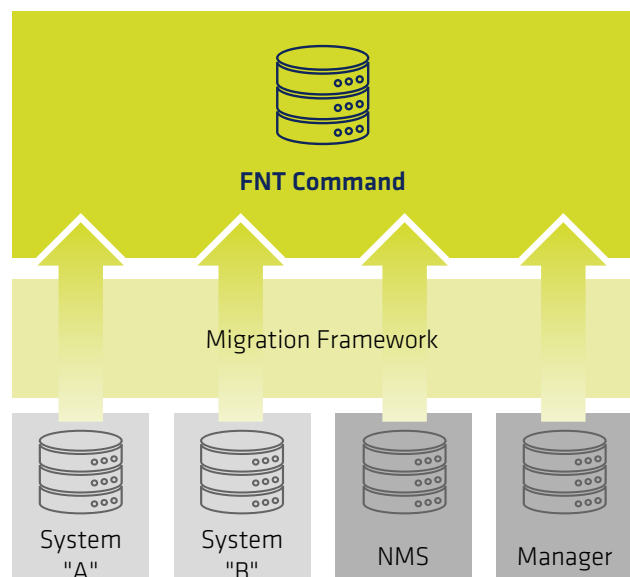 FNT Command
Migration Framework
System
"A"
System
"B"
NMS
Manager